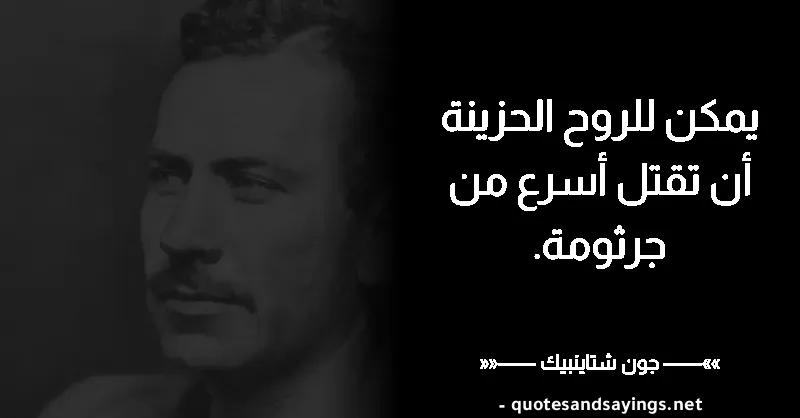 يمكن للروح الحزينة
أن تقتل أسرع من
جرثومة.
»»—— جون شتاينبيك ——««
- quotesandsayings.net